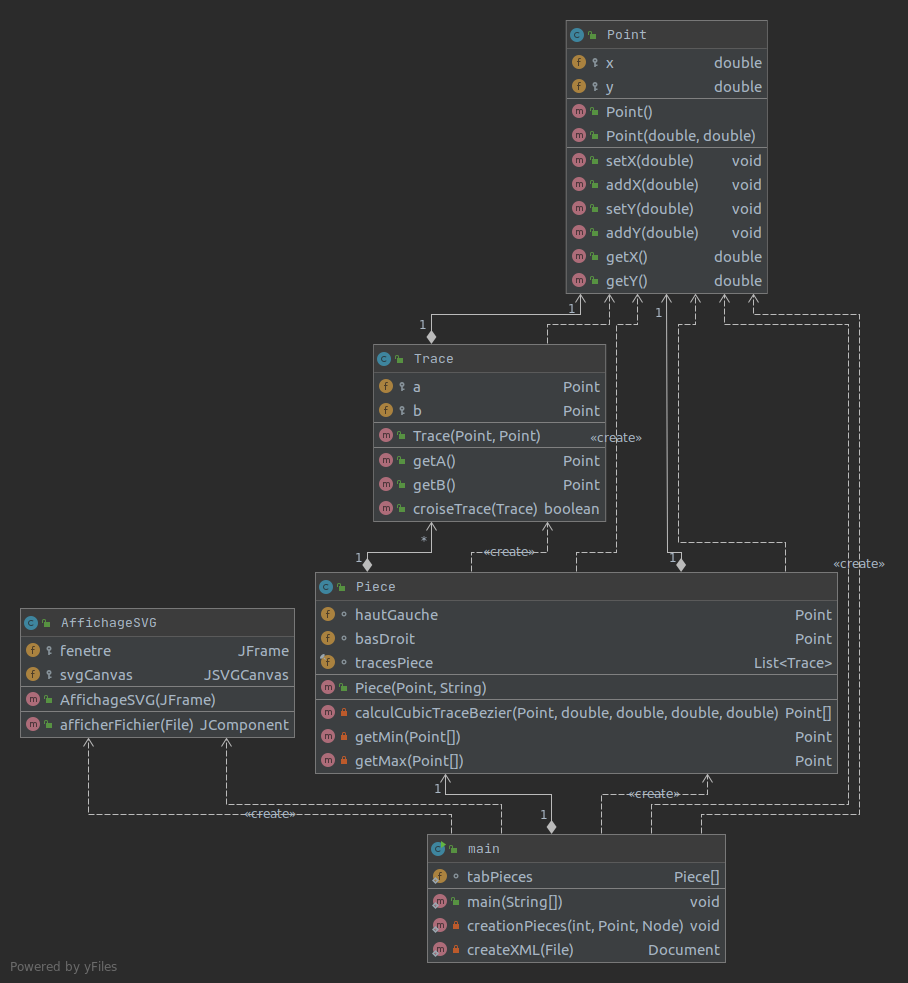 Point
x double
y double
Point()
Point(double, double)
setX(double) void
addX(double) void
setY(double) void
addY(double) void
getX() double
getY() double
1
1
1
Trace
a Point
b Point
Trace(Point, Point)
«create»
getA() Point
getB() Point
croiseTrace(Trace) boolean
*
1
«create»
1
«create»
Piece
hautGauche Point
basDroit Point
tracesPiece List<Trace>
Piece(Point, String)
calculCubicTraceBezier(Point, double, double, double, double) Point[]
getMin(Point[]) Point
getMax(Point[]) Point
AffichageSVG
fenetre JFrame
svgCanvas JSVGCanvas
AffichageSVG(JFrame)
afficherFichier(File) JComponent
1
«create»
«create»
1
main
tabPieces Piece[]
main(String[]) void
creationPieces(int, Point, Node) void
createXML(File) Document
Powered by yFiles